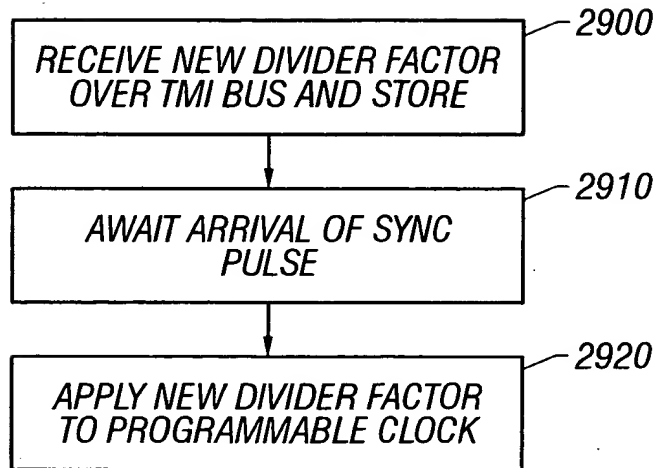 2900
RECEIVE NEW DIVIDER FACTOR
OVER TMI BUS AND STORE
2910
AWAIT ARRIVAL OF SYNC
PULSE
2920
APPLY NEW DIVIDER FACTOR
TO PROGRAMMABLE CLOCK